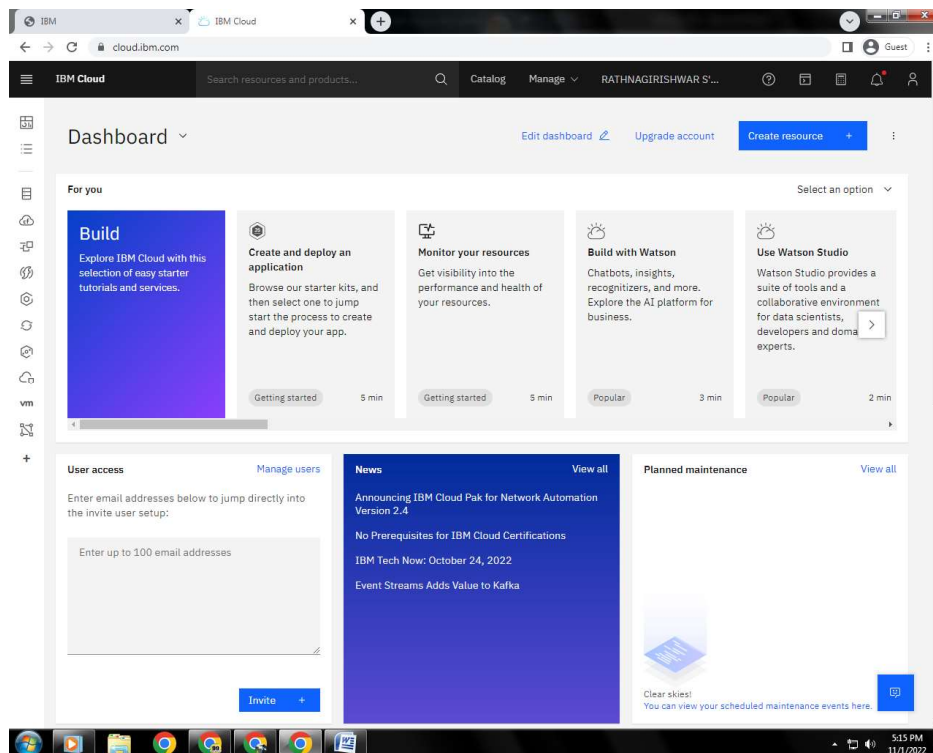 IBM
IBM Cloud
cloud.ibm.com
Guest
IBM Cloud
Search resources and products...
Catalog
Manage
RATHNAGIRISHWAR S'...
Dashboard
Edit dashboard
Upgrade account
Create resource +
For you
Select an option
Build
Explore IBM Cloud with this
selection of easy starter
tutorials and services.
Create and deploy an
application
Browse our starter kits, and
then select one to jump
start the process to create
and deploy your app.
Getting started
5 min
Monitor your resources
Get visibility into the
performance and health of
your resources.
Getting started
5 min
Build with Watson
Chatbots, insights,
recognitizers, and more.
Explore the AI platform for
business.
Popular
3 min
Use Watson Studio
Watson Studio provides a
suite of tools and a
collaborative environment
for data scientists,
developers and doma
experts.
Popular
2 min
vm
User access
Manage users
Enter email addresses below to jump directly into
the invite user setup:
Enter up to 100 email addresses
Invite +
News
View all
Announcing IBM Cloud Pak for Network Automation
Version 2.4
No Prerequisites for IBM Cloud Certifications
IBM Tech Now: October 24, 2022
Event Streams Adds Value to Kafka
Planned maintenance
View all
Clear skies!
You can view your scheduled maintenance events here.
5:15 PM
11/1/2022